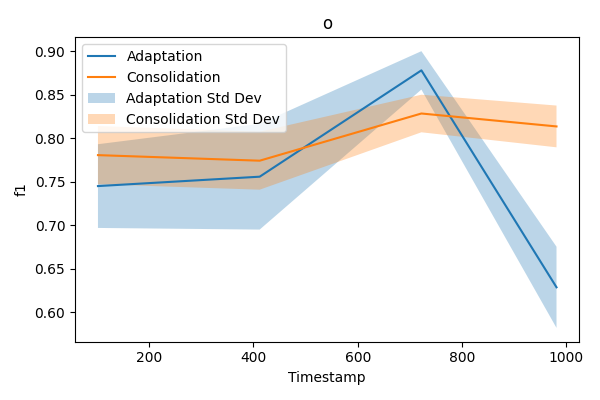 o
Adaptation
Consolidation
Adaptation Std Dev
Consolidation Std Dev
0.90
0.85
0.80
0.75
0.70
0.65
0.60
f1
200 400 600 800 1000
Timestamp